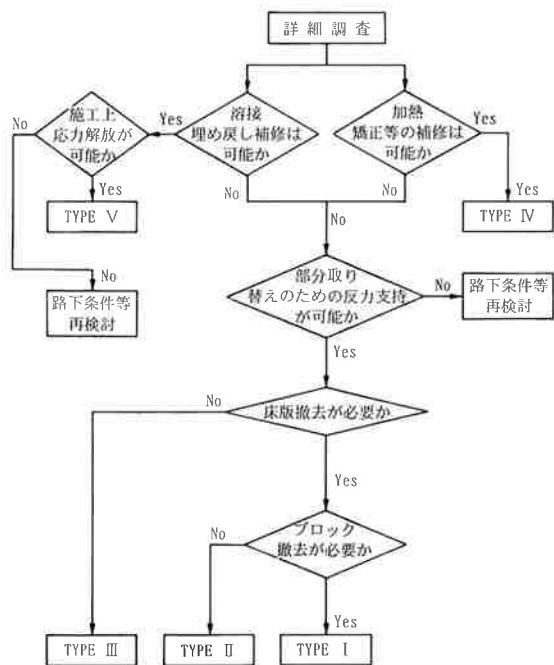 詳細調査
施工上
応力解放が
可能か
No
Yes
溶接
埋め戻し補修は
可能か
加熱
矯正等の補修は
可能か
Yes
Yes
No
No
Yes
TYPE Ⅴ
TYPE Ⅳ
No
No
路下条件等
再検討
部分取り
替えのための反力支持
が可能か
No
路下条件等
再検討
Yes
No
床版撤去が必要か
Yes
No
ブロック
撤去が必要か
Yes
TYPE Ⅲ
TYPE Ⅱ
TYPE Ⅰ